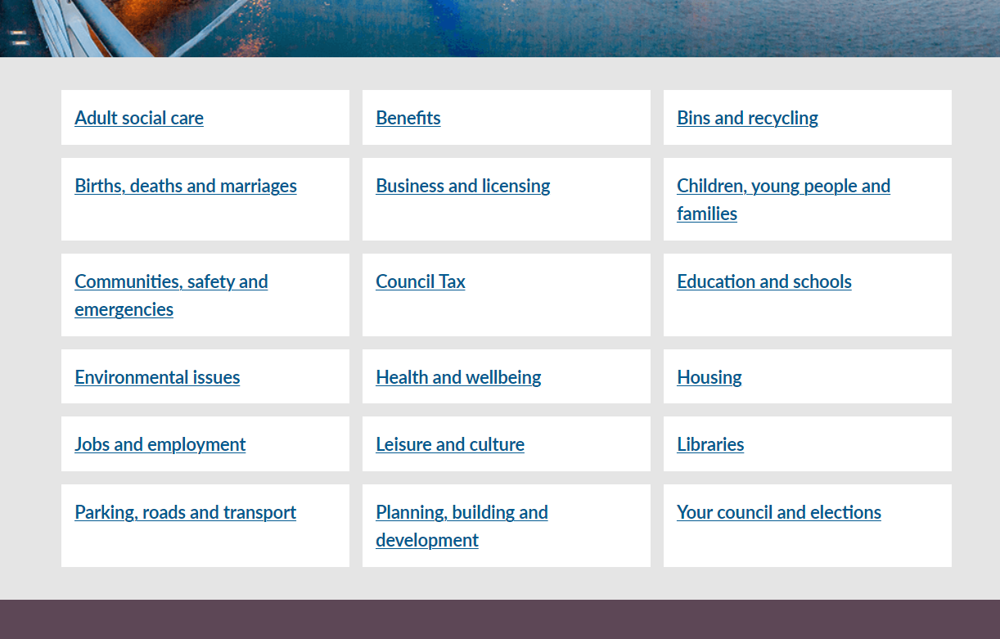 Adult social care
Benefits
Bins and recycling
Births, deaths and marriages
Business and licensing
Children, young people and
families
Communities, safety and
emergencies
Council Tax
Education and schools
Environmental issues
Health and wellbeing
Housing
Jobs and employment
Leisure and culture
Libraries
Parking, roads and transport
Planning, building and
development
Your council and elections